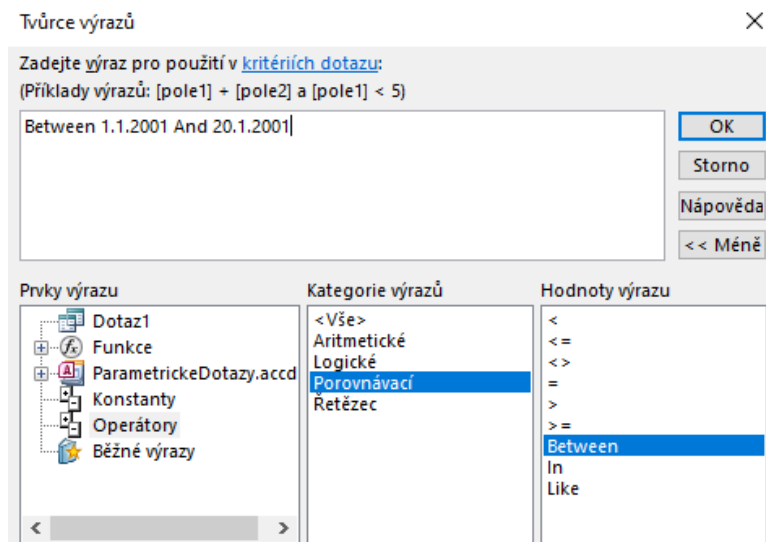 Tvůrce výrazů
Zadejte výraz pro použití v kritériích dotazu:
(Příklady výrazů: [pole1] + [pole2] a [pole1] < 5)
Between 1.1.2001 And 20.1.2001
OK
Storno
Nápověda
<< Méně
Prvky výrazu
Dotaz1
Funkce
ParametrickeDotazy.accd
Konstanty
Operátory
Běžné výrazy
Kategorie výrazů
<Vše>
Aritmetické
Logické
Porovnávací
Řetězec
Hodnoty výrazu
<
<=
<>
=
>
>=
Between
In
Like